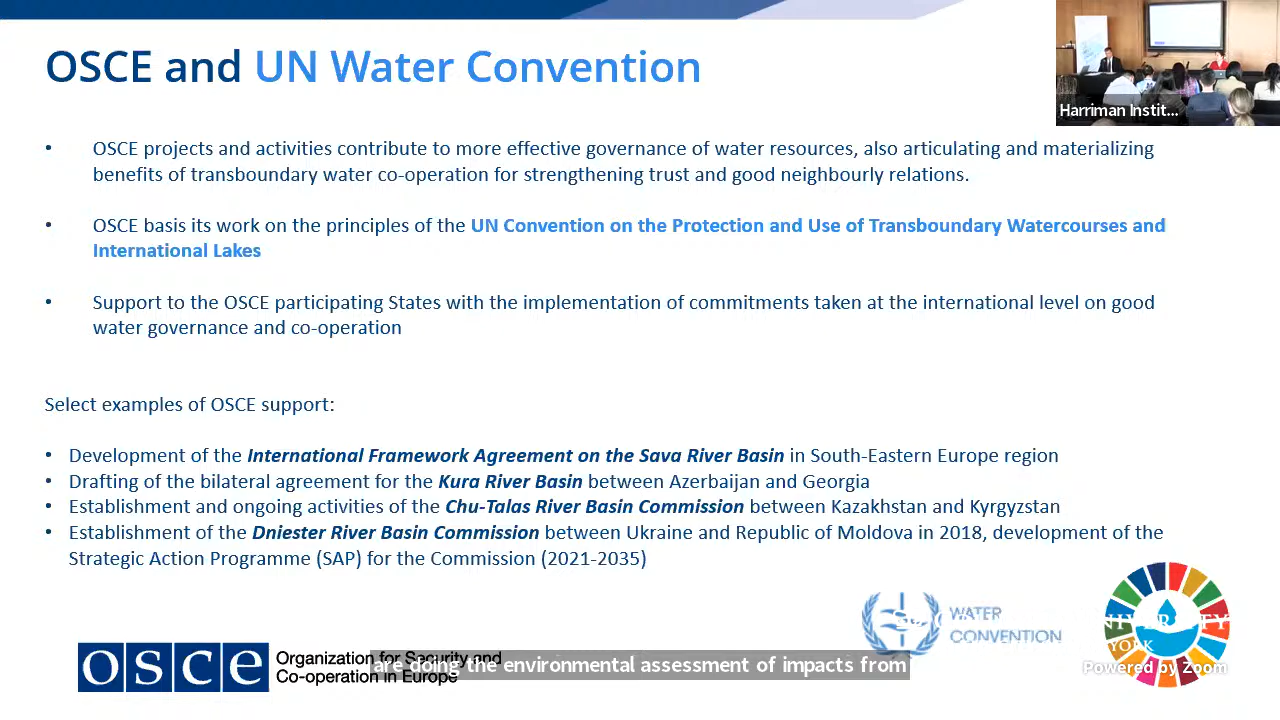 OSCE and UN Water Convention
Harriman Instit...
• OSCE projects and activities contribute to more effective governance of water resources, also articulating and materializing
benefits of transboundary water co-operation for strengthening trust and good neighbourly relations.
• OSCE basis its work on the principles of the UN Convention on the Protection and Use of Transboundary Watercourses and
International Lakes
• Support to the OSCE participating States with the implementation of commitments taken at the international level on good
water governance and co-operation
Select examples of OSCE support:
• Development of the International Framework Agreement on the Sava River Basin in South-Eastern Europe region
• Drafting of the bilateral agreement for the Kura River Basin between Azerbaijan and Georgia
• Establishment and ongoing activities of the Chu-Talas River Basin Commission between Kazakhstan and Kyrgyzstan
• Establishment of the Dniester River Basin Commission between Ukraine and Republic of Moldova in 2018, development of the
Strategic Action Programme (SAP) for the Commission (2021-2035)
WATER
CONVENTION
osce
Organization for Security and
Co-operation in Europe
are doing the environmental assessment of impacts from
Powered by Zoom